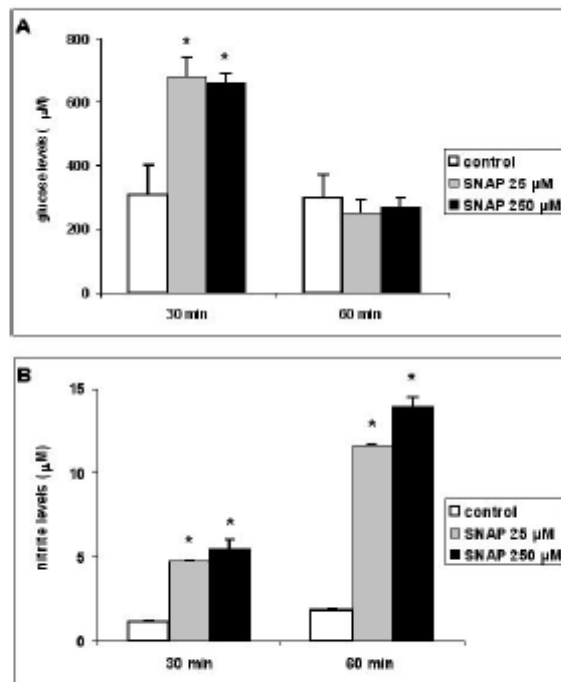 A
800
600
400
200
0
glucose levels ( µM)
* *
30 min 60 min
control
SNAP 25 µM
SNAP 250 µM
B
15
10
5
0
nitrite levels ( µM)
* *
* *
30 min 60 min
control
SNAP 25 µM
SNAP 250 µM